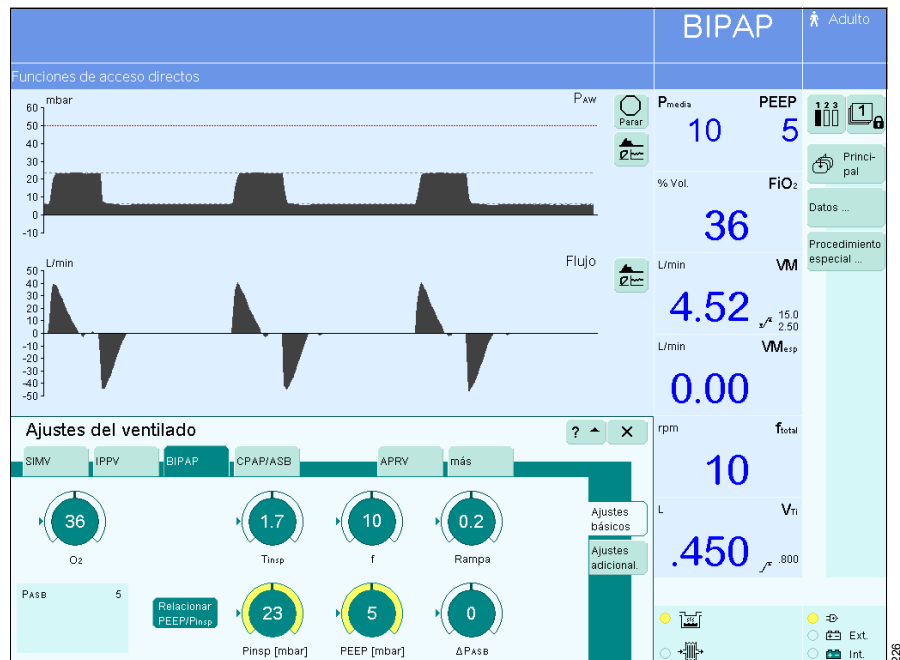 BIPAP
Adulto
Funciones de acceso directos
mbar
PAW
60
50
40
30
20
10
0
-10
Parar
L/min
Flujo
50
40
30
20
10
0
-10
-20
-30
-40
-50
Pmedia PEEP
10 5
% Vol. FiO2
36
L/min VM
4.52
15.0
2.50
L/min VMesp
0.00
rpm ftotal
10
L VTi
.450
.800
1 2 3
1
Princi-
pal
Datos ...
Procedimiento
especial ...
Ajustes del ventilado
?
SIMV IPPV BIPAP CPAP/ASB APRV más
Ajustes
básicos
Ajustes
adicional.
36 1.7 10 0.2
O2 Tinsp f Rampa
PASB 5
Relacionar
PEEP/Pinsp
23 5 0
Pinsp [mbar] PEEP [mbar] ΔPASB
Ext.
Int.
226